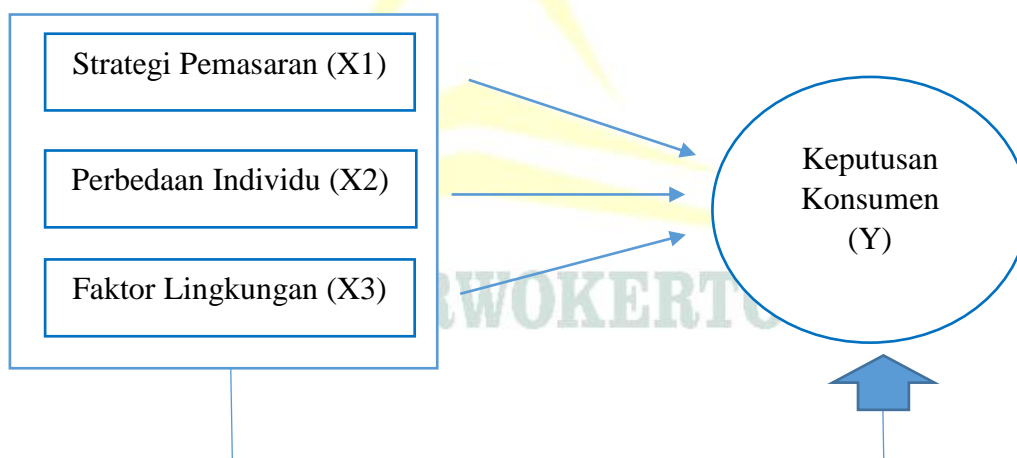 Strategi Pemasaran (X1)
Perbedaan Individu (X2)
Faktor Lingkungan (X3)
Keputusan
Konsumen
(Y)
RWOKERTO